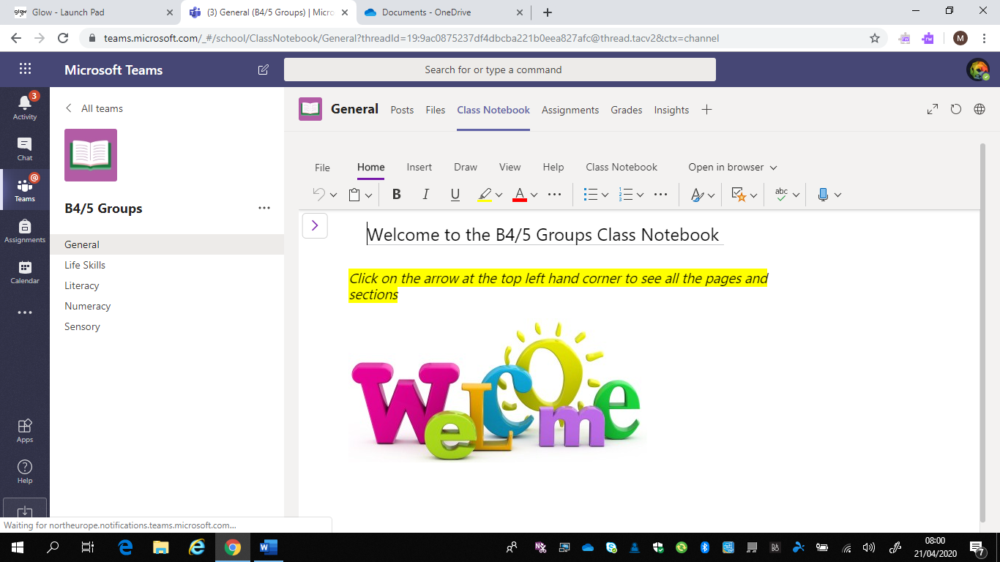 glow Glow - Launch Pad
(3) General (B4/5 Groups) | Micro
Documents - OneDrive
teams.microsoft.com/_#/school/ClassNotebook/General?threadId=19:9ac0875237df4dbcba221b0eea827afc@thread.tacv2&ctx=channel
rw
rw
M
Microsoft Teams
Search for or type a command
3
Activity
Chat
@
Teams
Assignments
Calendar
Apps
Help
All teams
B4/5 Groups
General
Life Skills
Literacy
Numeracy
Sensory
General Posts Files Class Notebook Assignments Grades Insights
File Home Insert Draw View Help Class Notebook Open in browser
B I U A abc
Welcome to the B4/5 Groups Class Notebook
Click on the arrow at the top left hand corner to see all the pages and
sections
WeLCOme
Waiting for northeurope.notifications.teams.microsoft.com...
08:00
21/04/2020
7